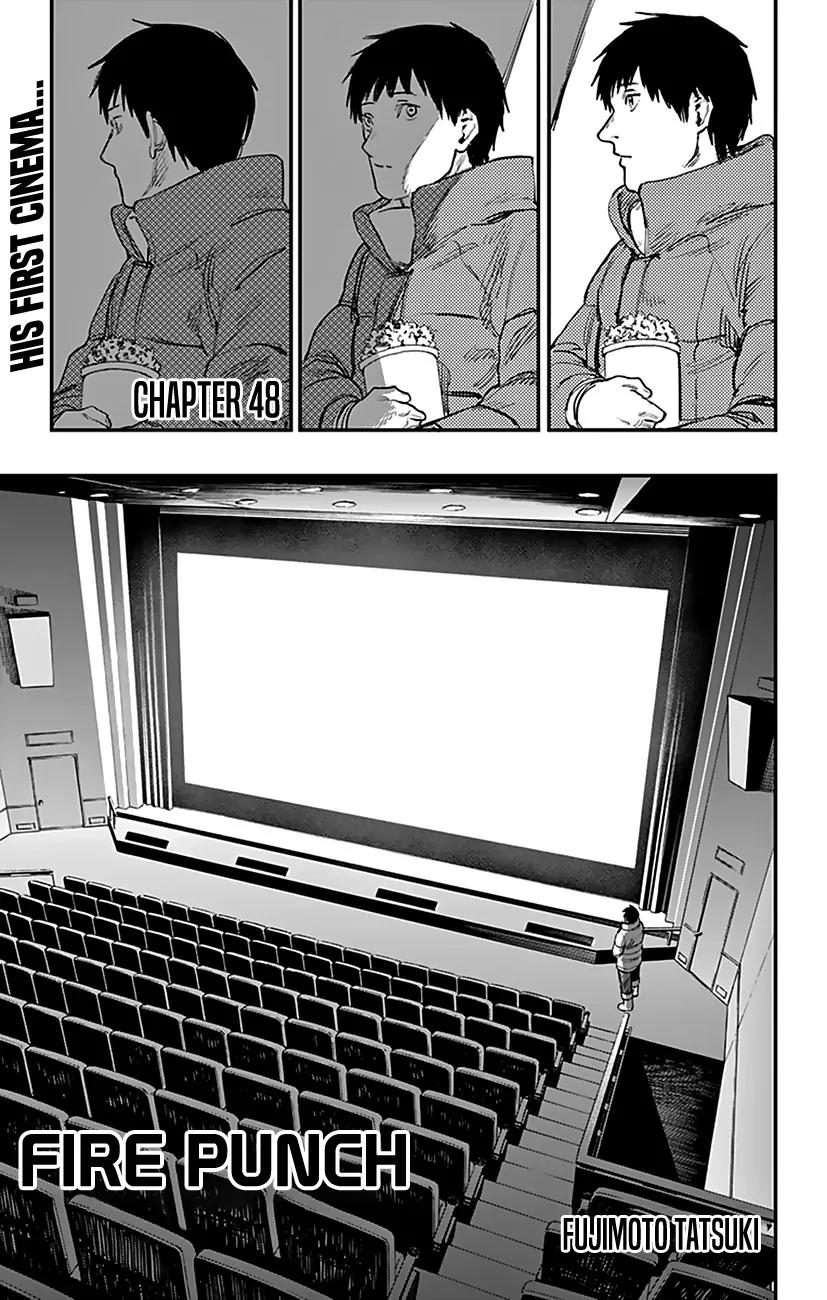 HIS FIRST CINEMA...
CHAPTER 48
FIRE PUNCH
FUJIMOTO TATSUKI